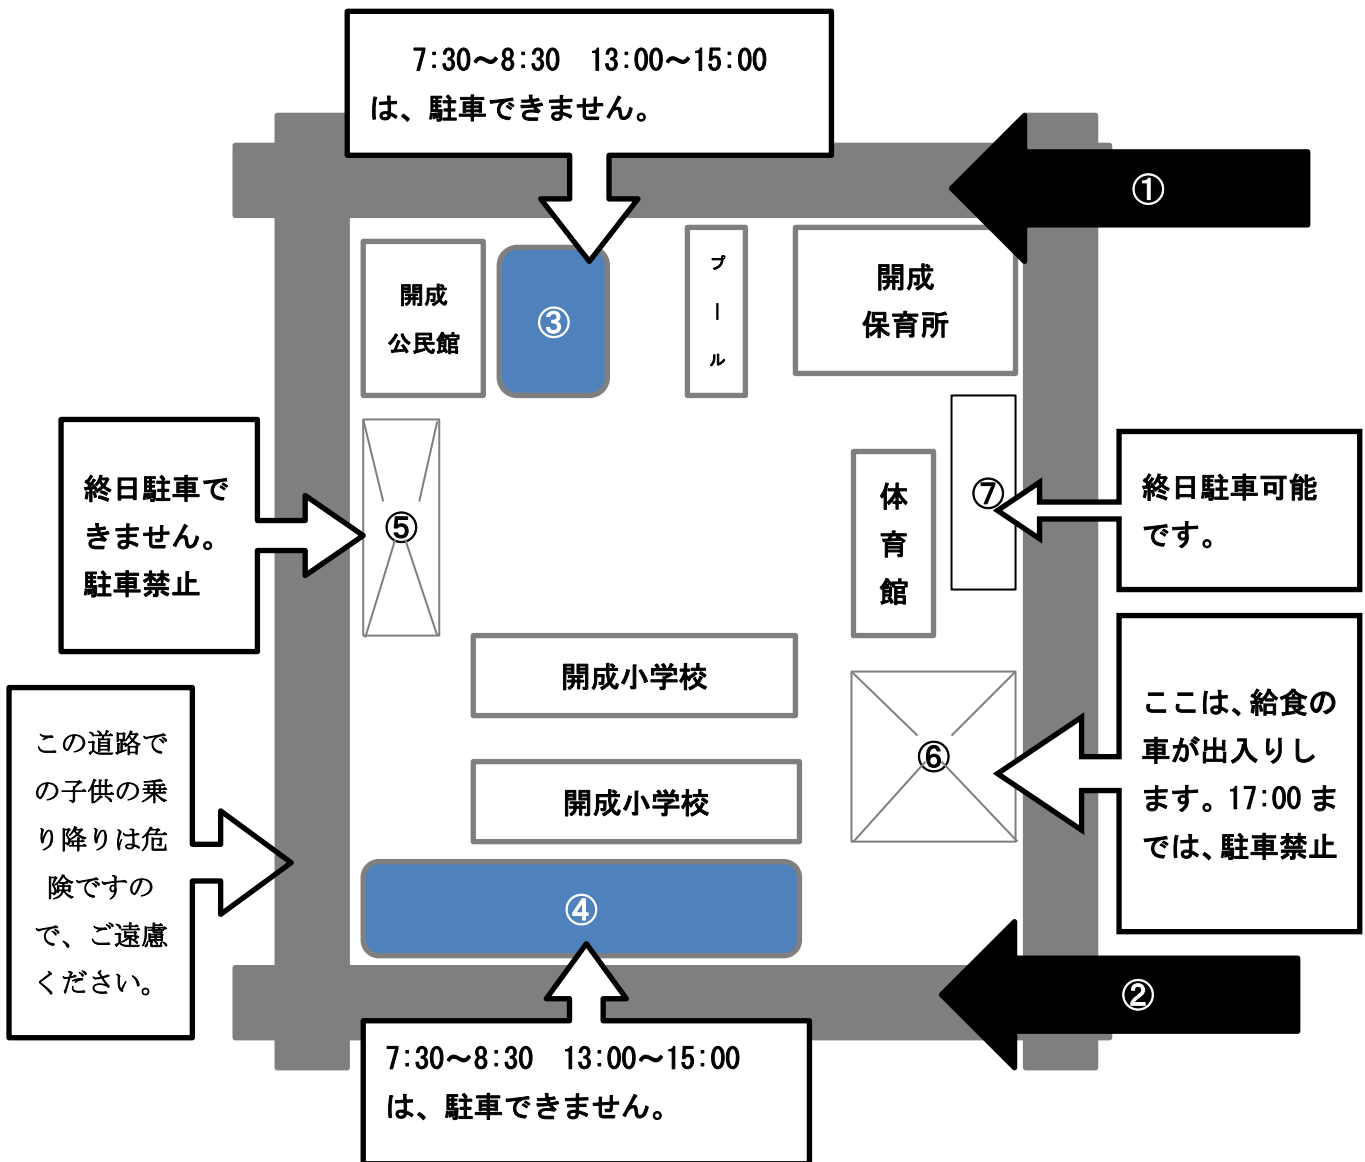 7:30～8:30　13:00～15:00
は、駐車できません。
①
開成
公民館
③
プール
開成
保育所
終日駐車で
きません。
駐車禁止
⑤
体育館
⑦
終日駐車可能
です。
開成小学校
この道路で
の子供の乗
り降りは危
険ですの
で、ご遠慮
ください。
開成小学校
⑥
ここは、給食の
車が出入りし
ます。17:00 ま
では、駐車禁止
④
②
7:30～8:30　13:00～15:00
は、駐車できません。